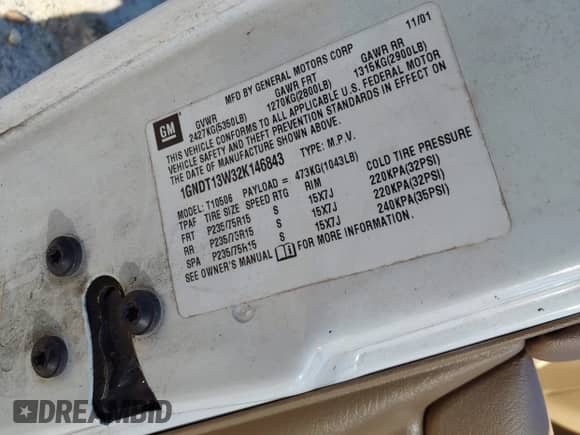 MFD BY GENERAL MOTORS CORP 11/01
GM
GVWR GAWR FRT GAWR RR
2427KG(5350LB) 1270KG(2800LB) 1315KG(2900LB)
THIS VEHICLE CONFORMS TO ALL APPLICABLE U.S. FEDERAL MOTOR
VEHICLE SAFETY AND THEFT PREVENTION STANDARDS IN EFFECT ON
THE DATE OF MANUFACTURE SHOWN ABOVE.
1GNDT13W32K146843 TYPE: M.P.V.
MODEL: T10506 PAYLOAD = 473KG(1043LB)
TPAF TIRE SIZE SPEED RTG RIM COLD TIRE PRESSURE
FRT P235/75R15 S 15X7J 220KPA(32PSI)
RR P235/75R15 S 15X7J 220KPA(32PSI)
SPA P235/75R15 S 15X7J 240KPA(35PSI)
SEE OWNER'S MANUAL FOR MORE INFORMATION.
DREAMBID